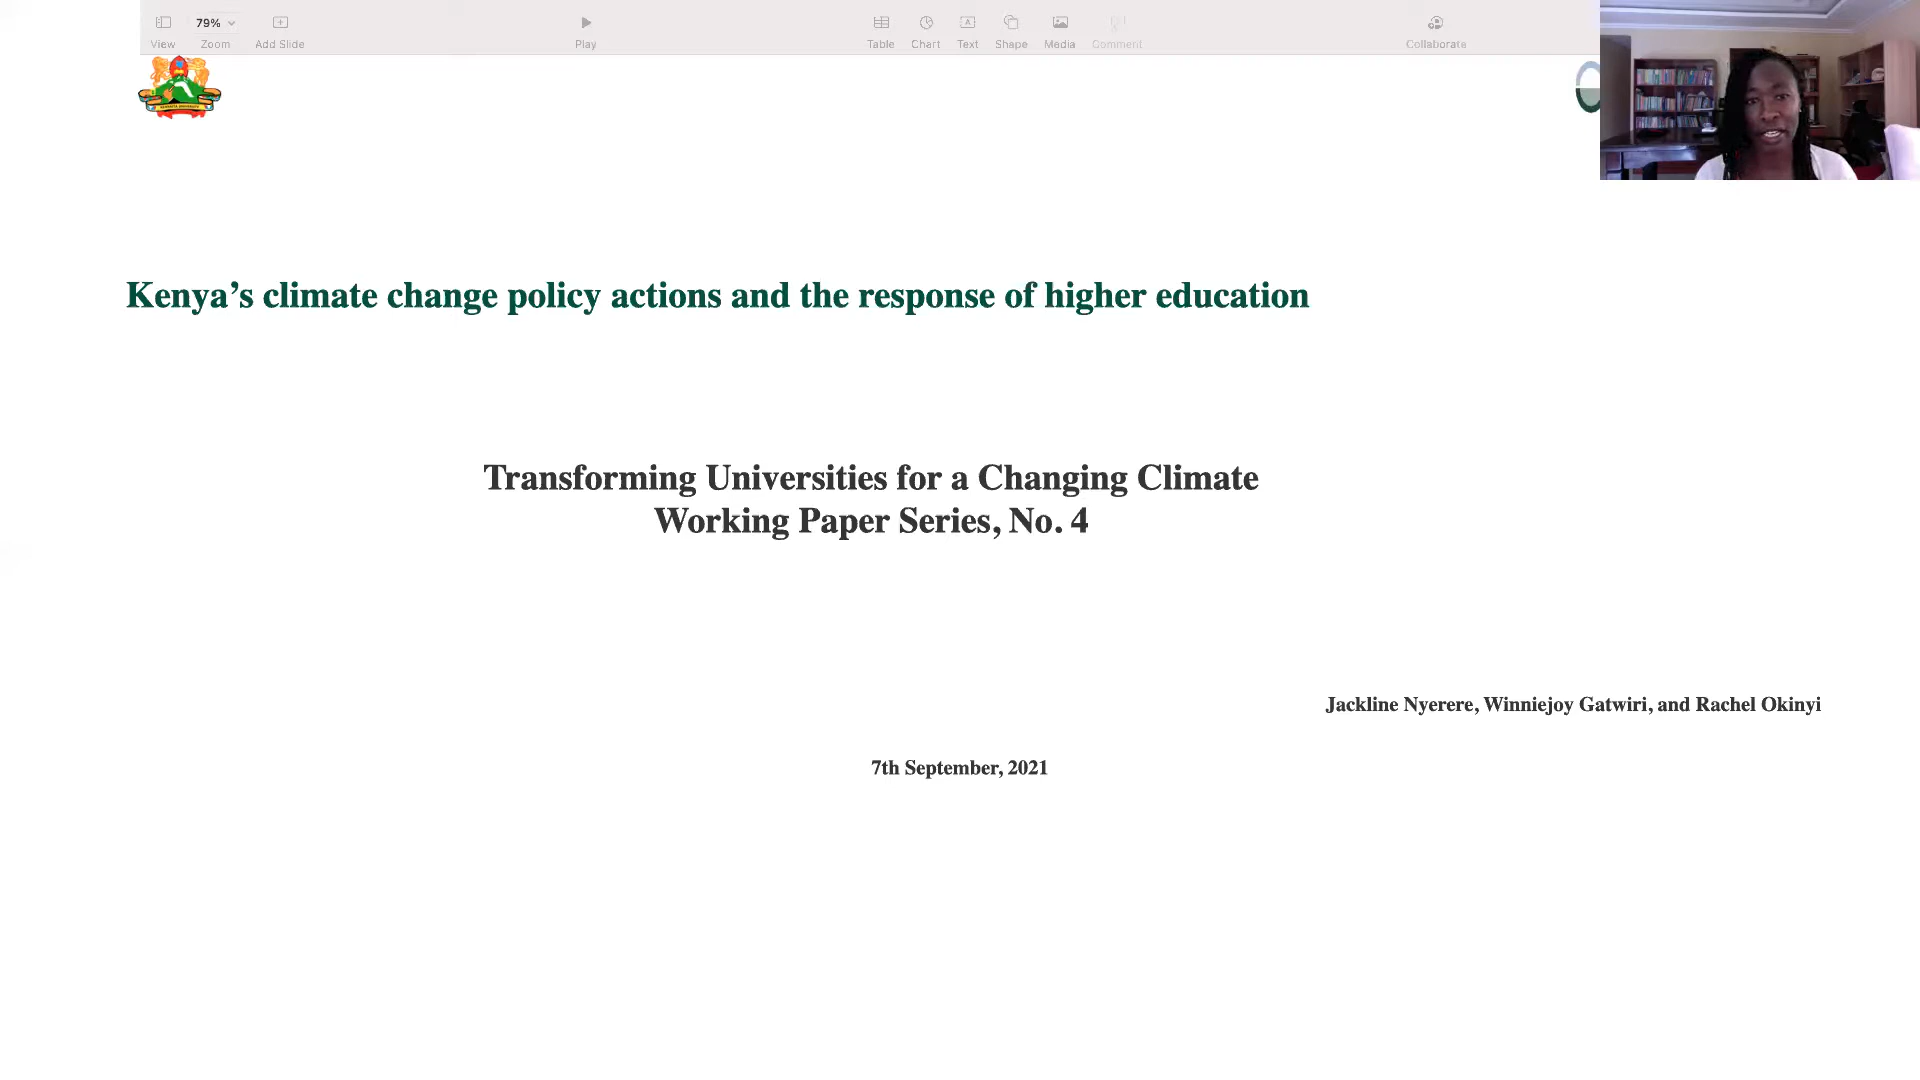 79%
View
Zoom
Add Slide
Play
Table
Chart
Text
Shape
Media
Comment
Collaborate
Kenya’s climate change policy actions and the response of higher education
Transforming Universities for a Changing Climate
Working Paper Series, No. 4
Jackline Nyerere, Winniejoy Gatwiri, and Rachel Okinyi
7th September, 2021